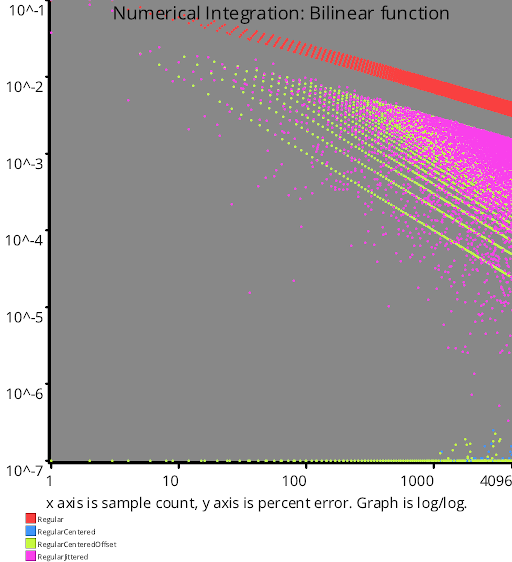 Numerical Integration: Bilinear function
10^-1
10^-2
10^-3
10^-4
10^-5
10^-6
10^-7
1 10 100 1000 4096
x axis is sample count, y axis is percent error. Graph is log/log.
Regular
RegularCentered
RegularCenteredOffset
RegularJittered